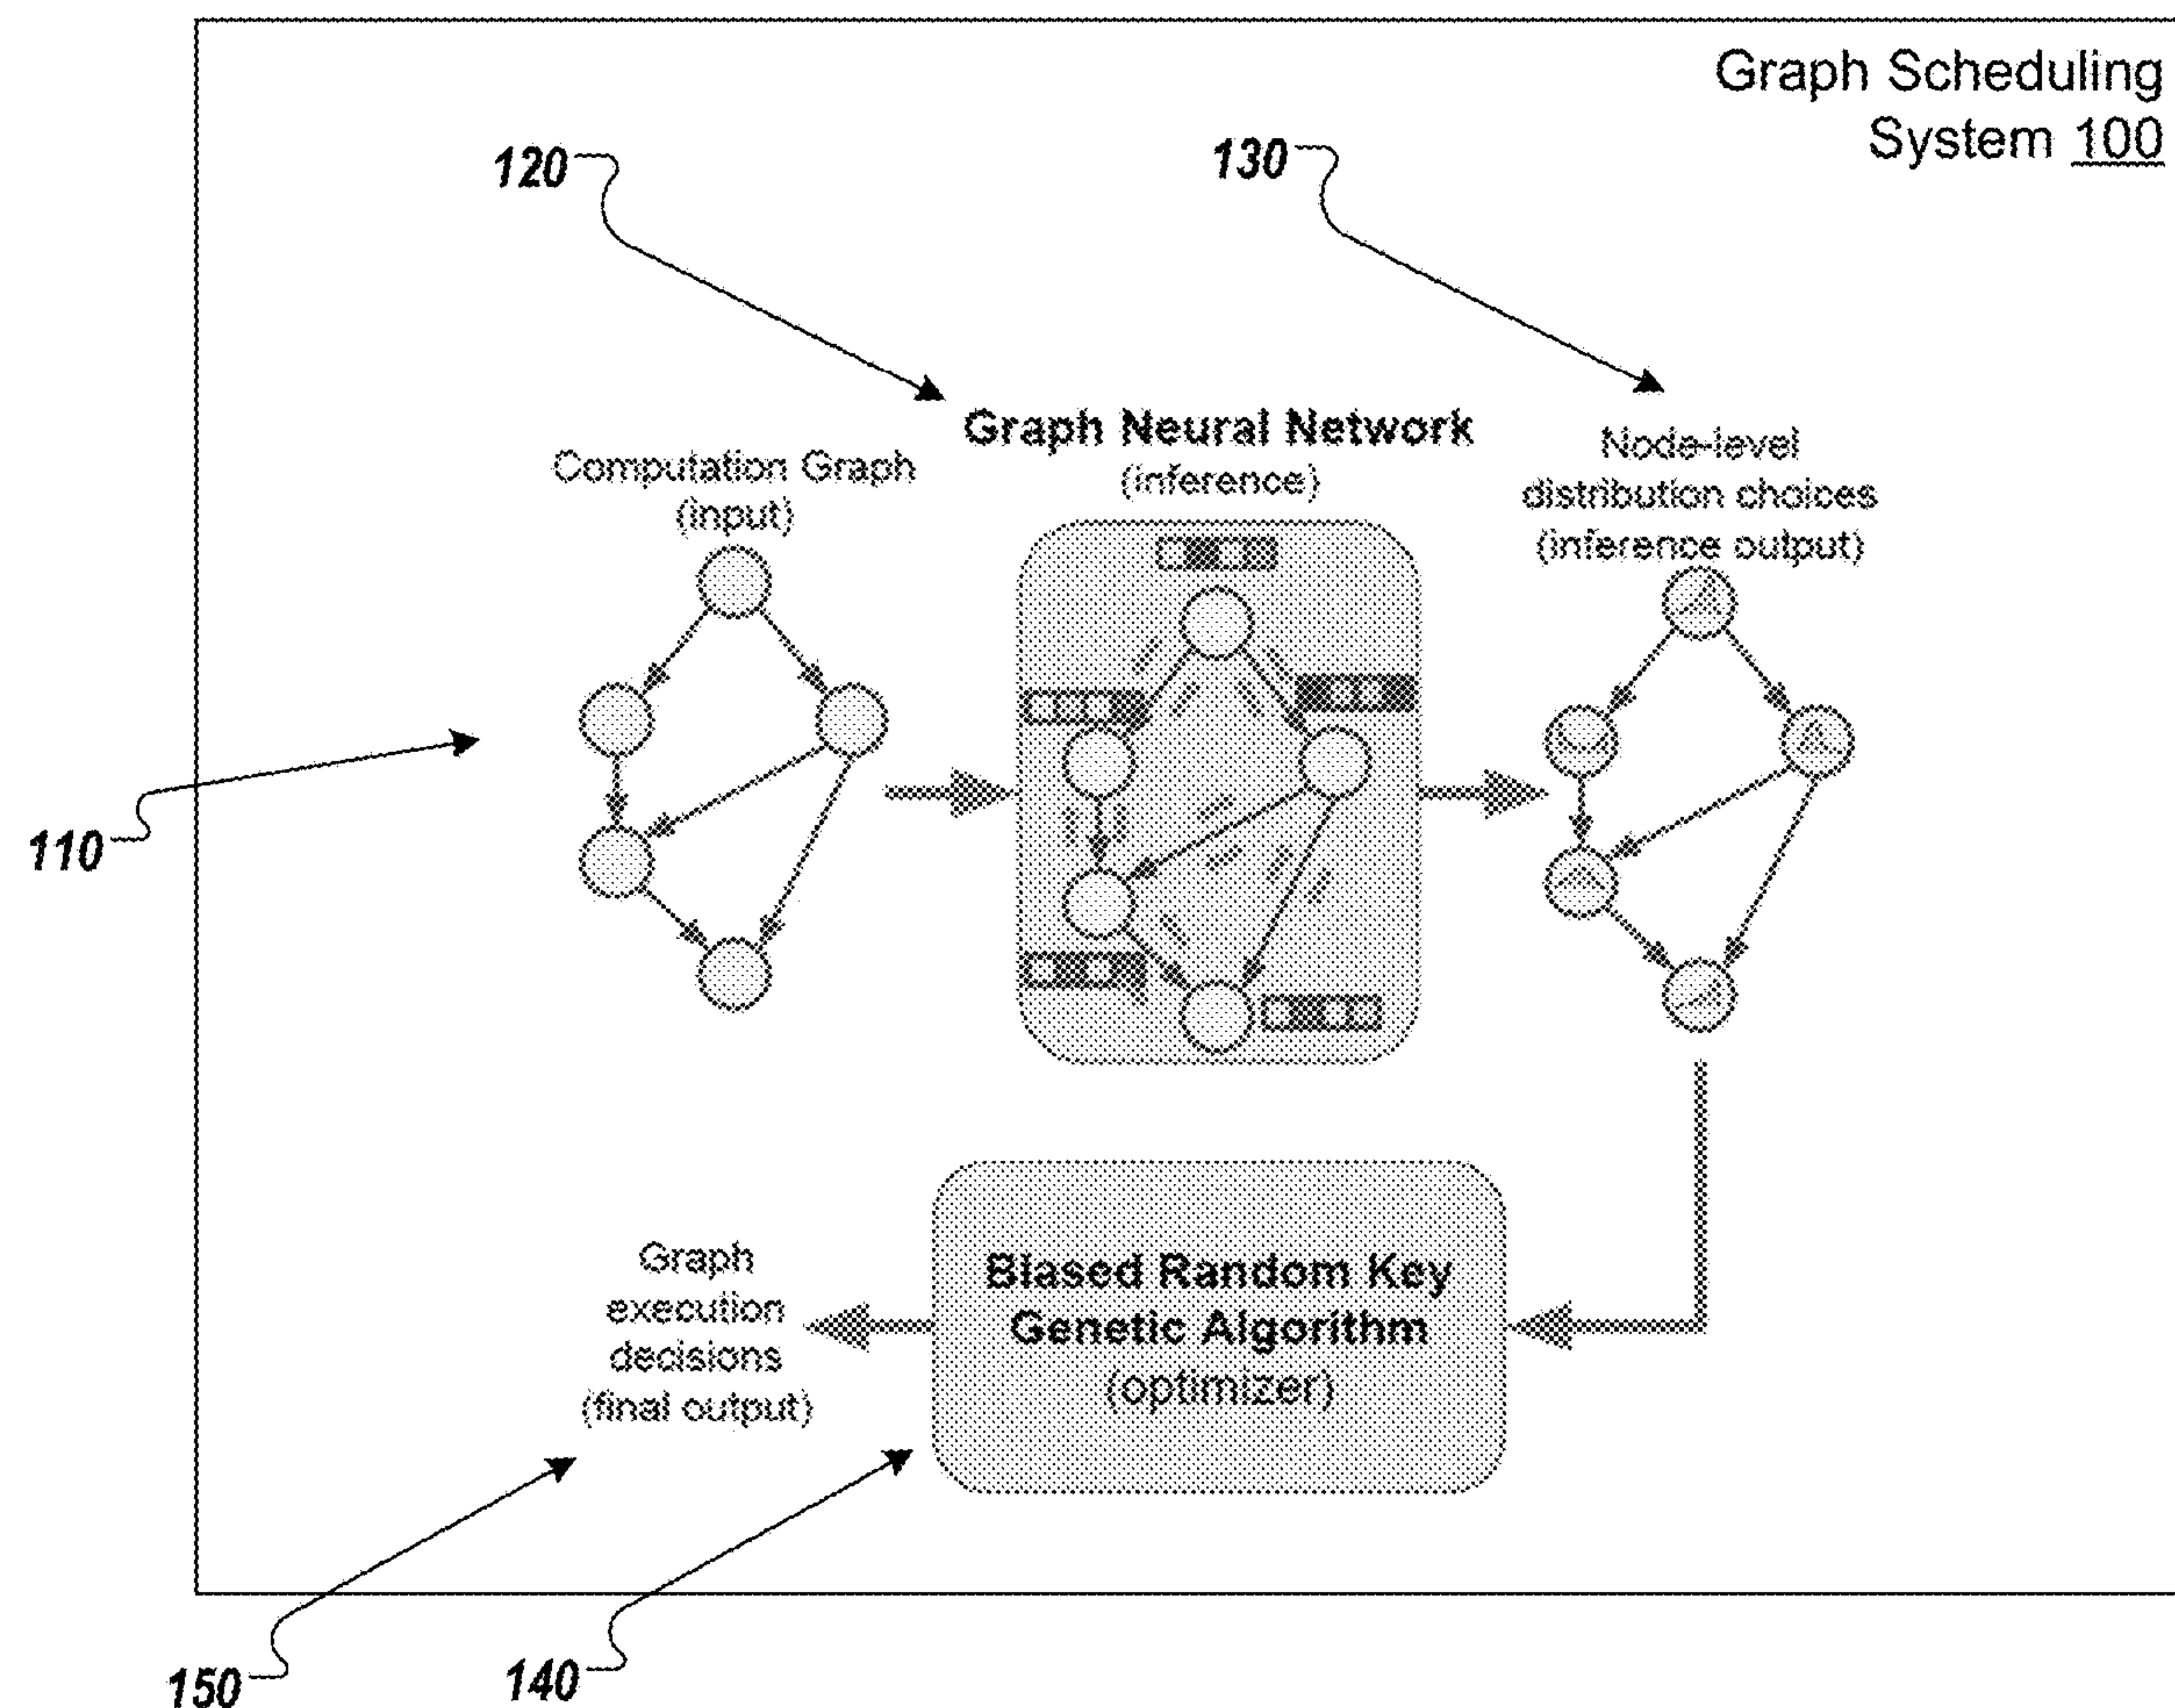 Graph Scheduling
System 100
120
130
Graph Neural Network
(inference)
Computation Graph
(input)
Node-level
distribution choices
(inference output)
110
Biased Random Key
Genetic Algorithm
(optimizer)
Graph
execution
decisions
(final output)
150
140